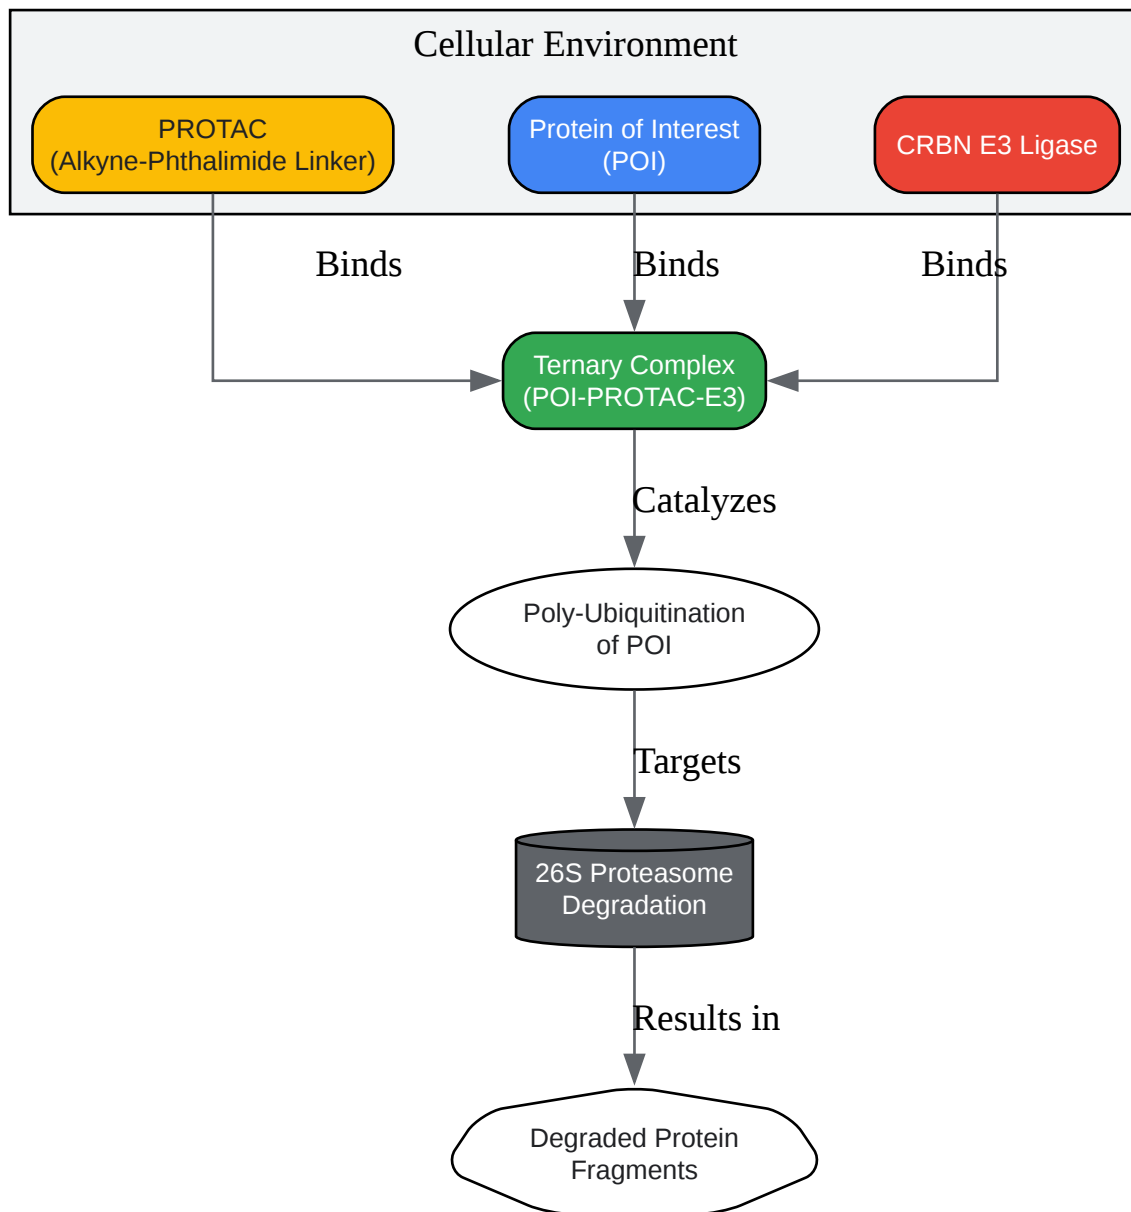 Cellular Environment
PROTAC
(Alkyne-Phthalimide Linker)
Protein of Interest
(POI)
CRBN E3 Ligase
Binds
Binds
Binds
Ternary Complex
(POI-PROTAC-E3)
Catalyzes
Poly-Ubiquitination
of POI
Targets
26S Proteasome
Degradation
Results in
Degraded Protein
Fragments